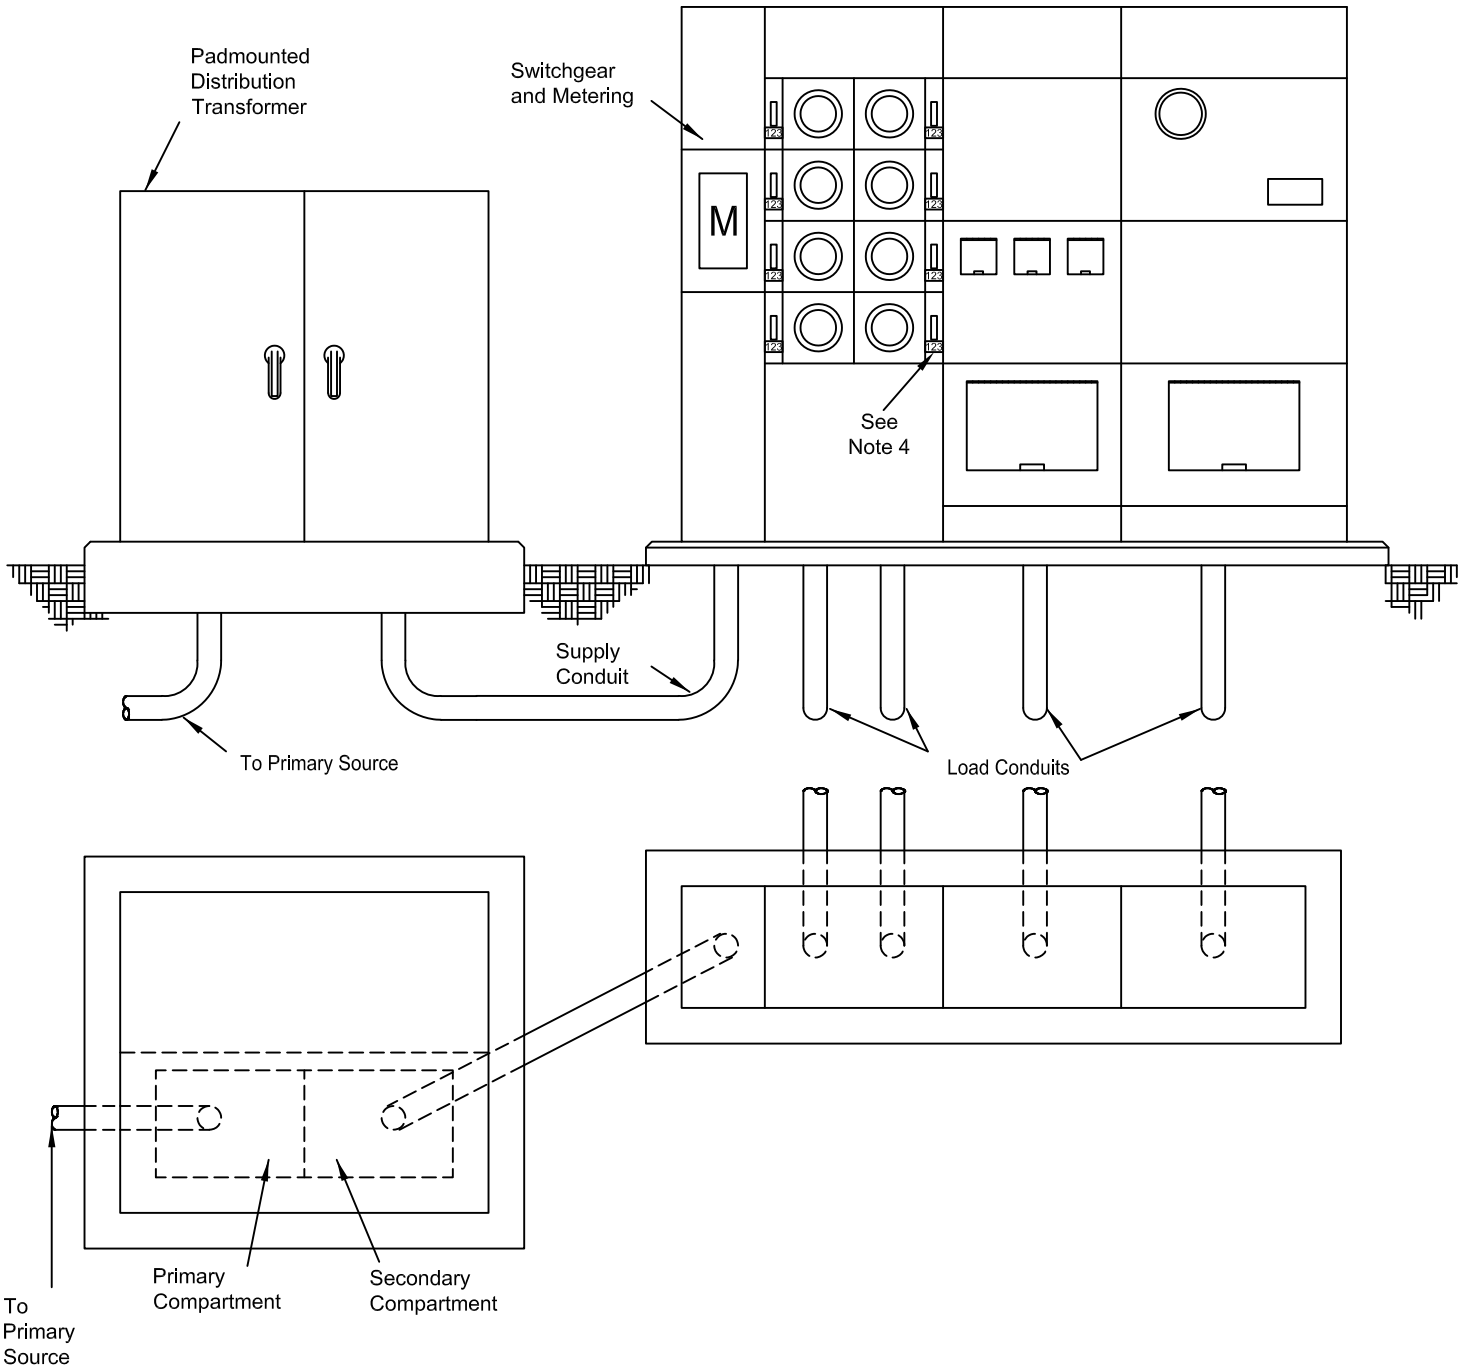 Padmounted
Distribution
Transformer
Switchgear
and Metering
123
123
M
123
123
123
123
123
123
See
Note 4
Supply
Conduit
To Primary Source
Load Conduits
Primary
Compartment
Secondary
Compartment
To
Primary
Source